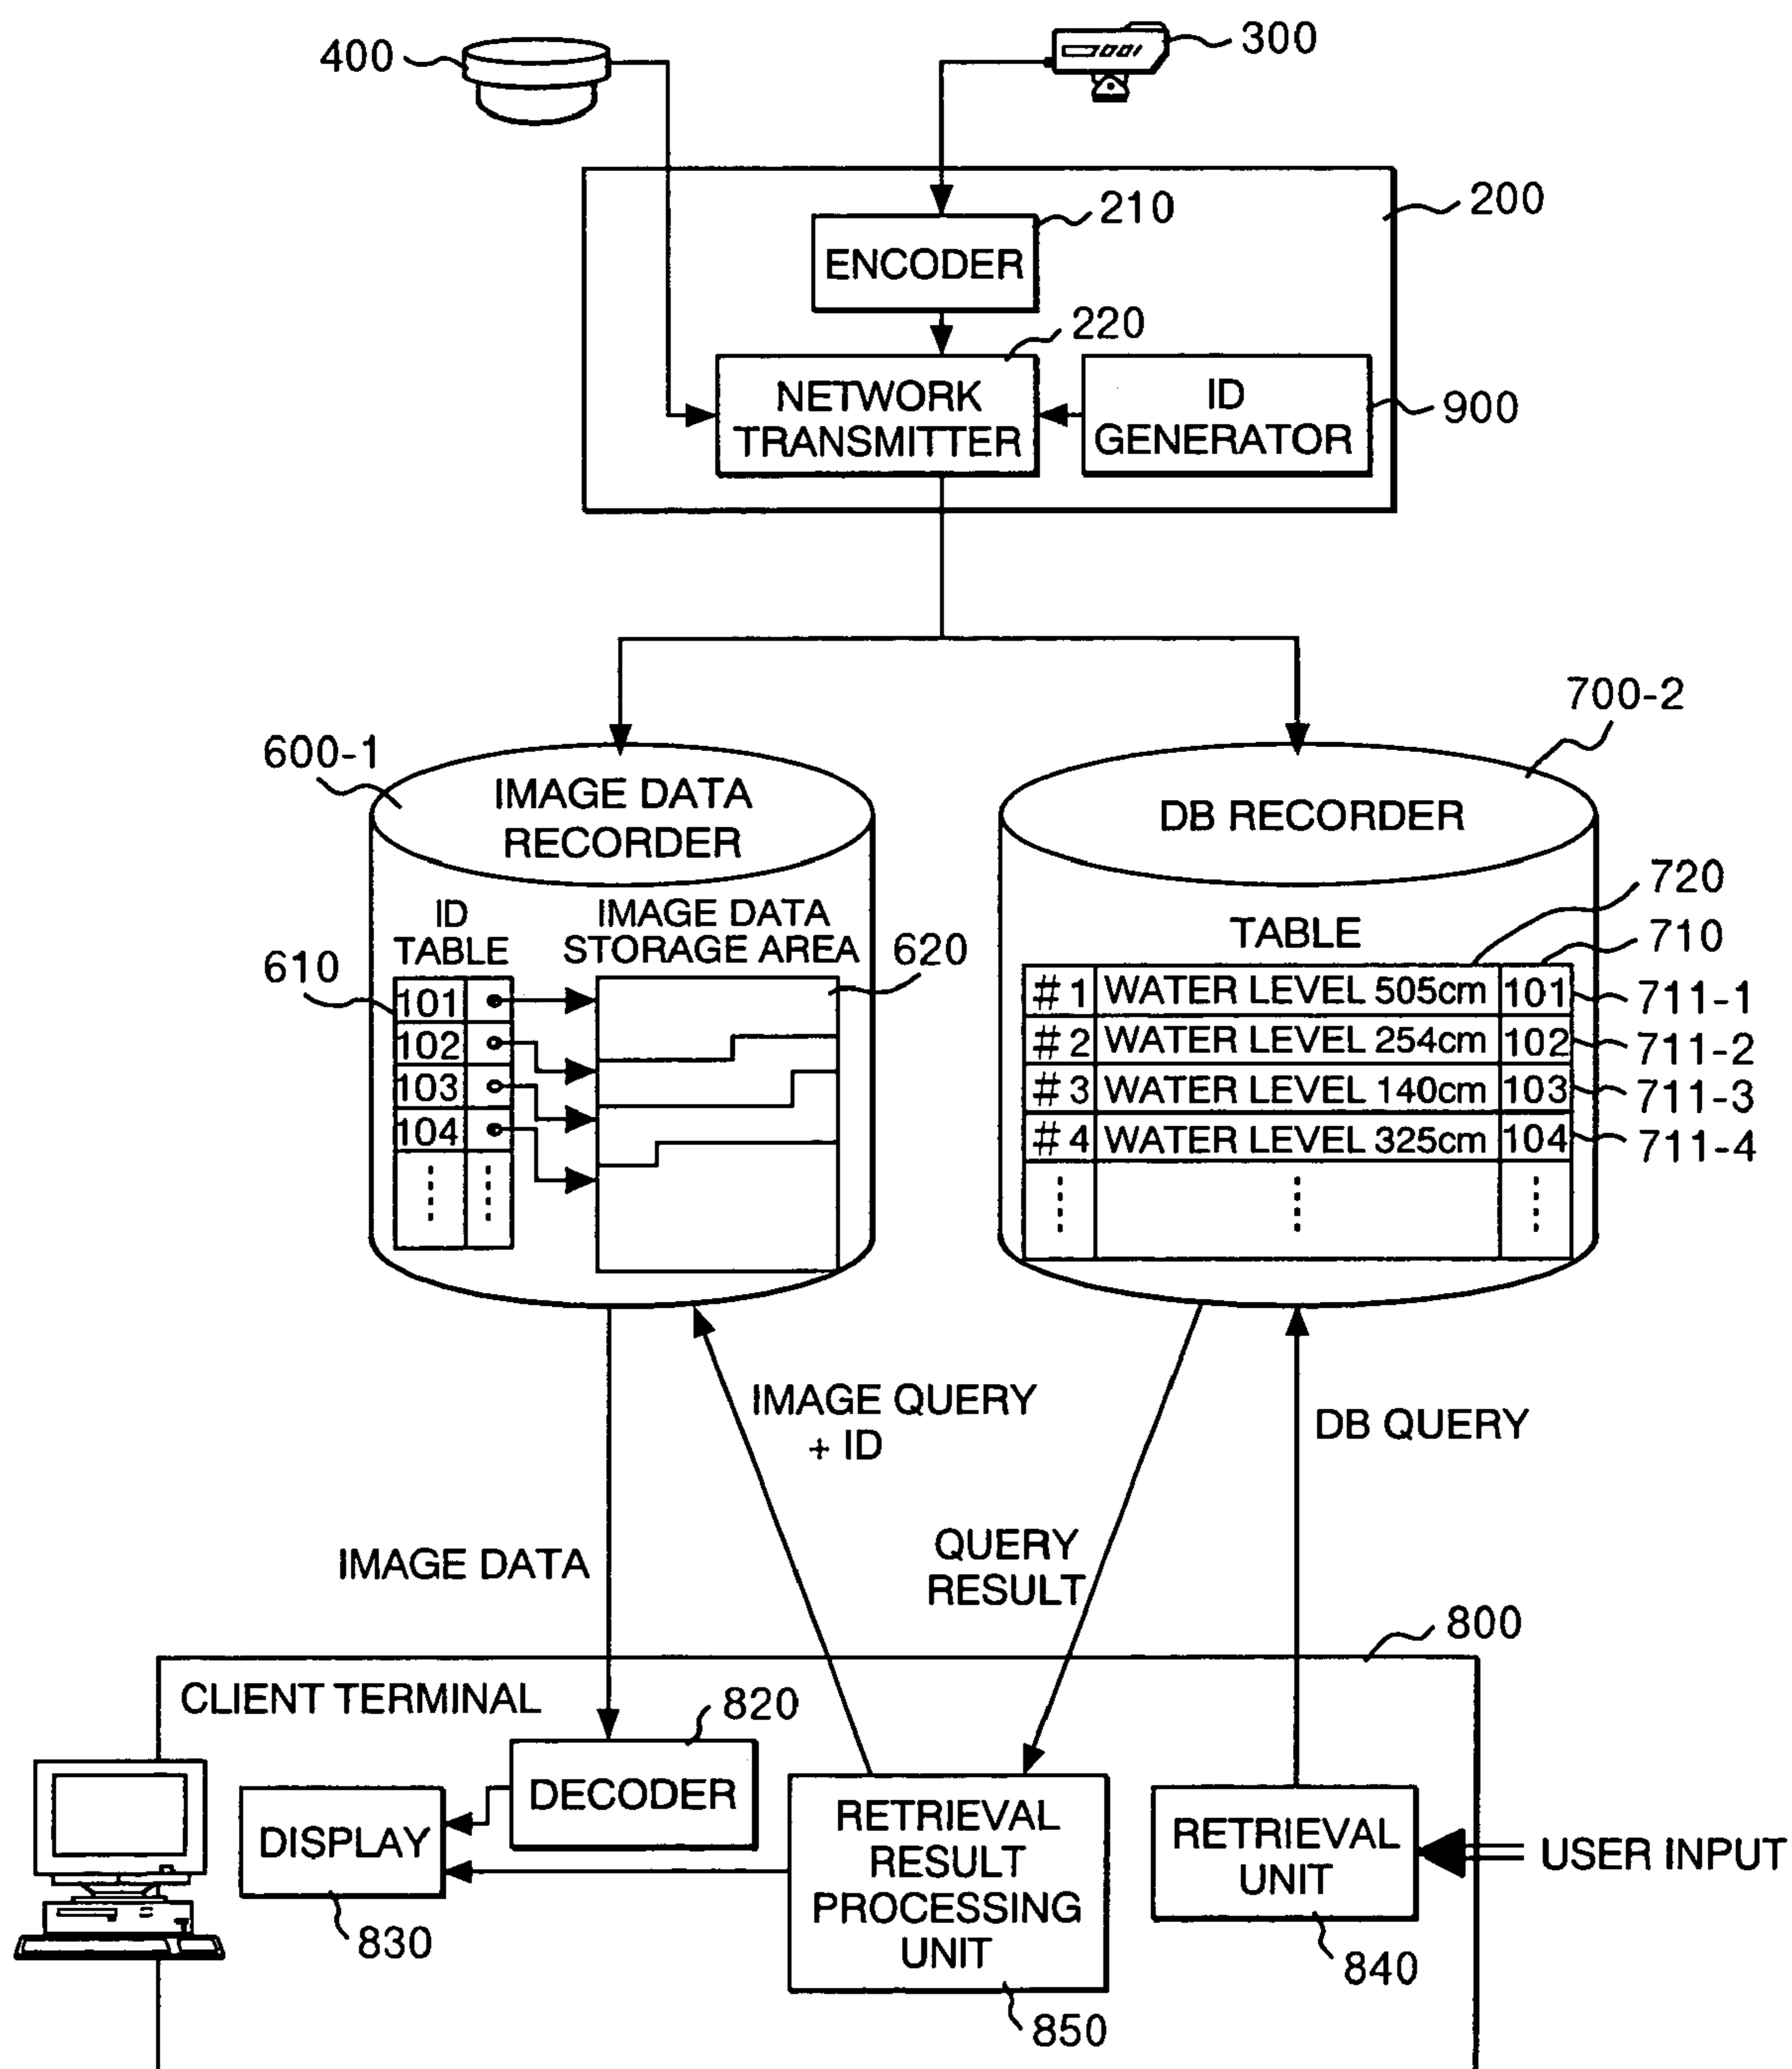 400
300
200
210
ENCODER
220
NETWORK
TRANSMITTER
ID
GENERATOR
900
700-2
600-1
IMAGE DATA
RECORDER
DB RECORDER
720
ID
TABLE
IMAGE DATA
STORAGE AREA
TABLE
710
610
620
101
102
103
104
#1 WATER LEVEL 505cm 101
711-1
#2 WATER LEVEL 254cm 102
711-2
#3 WATER LEVEL 140cm 103
711-3
#4 WATER LEVEL 325cm 104
711-4
IMAGE QUERY
+ ID
DB QUERY
IMAGE DATA
QUERY
RESULT
800
CLIENT TERMINAL
820
DECODER
DISPLAY
830
RETRIEVAL
RESULT
PROCESSING
UNIT
850
RETRIEVAL
UNIT
840
USER INPUT